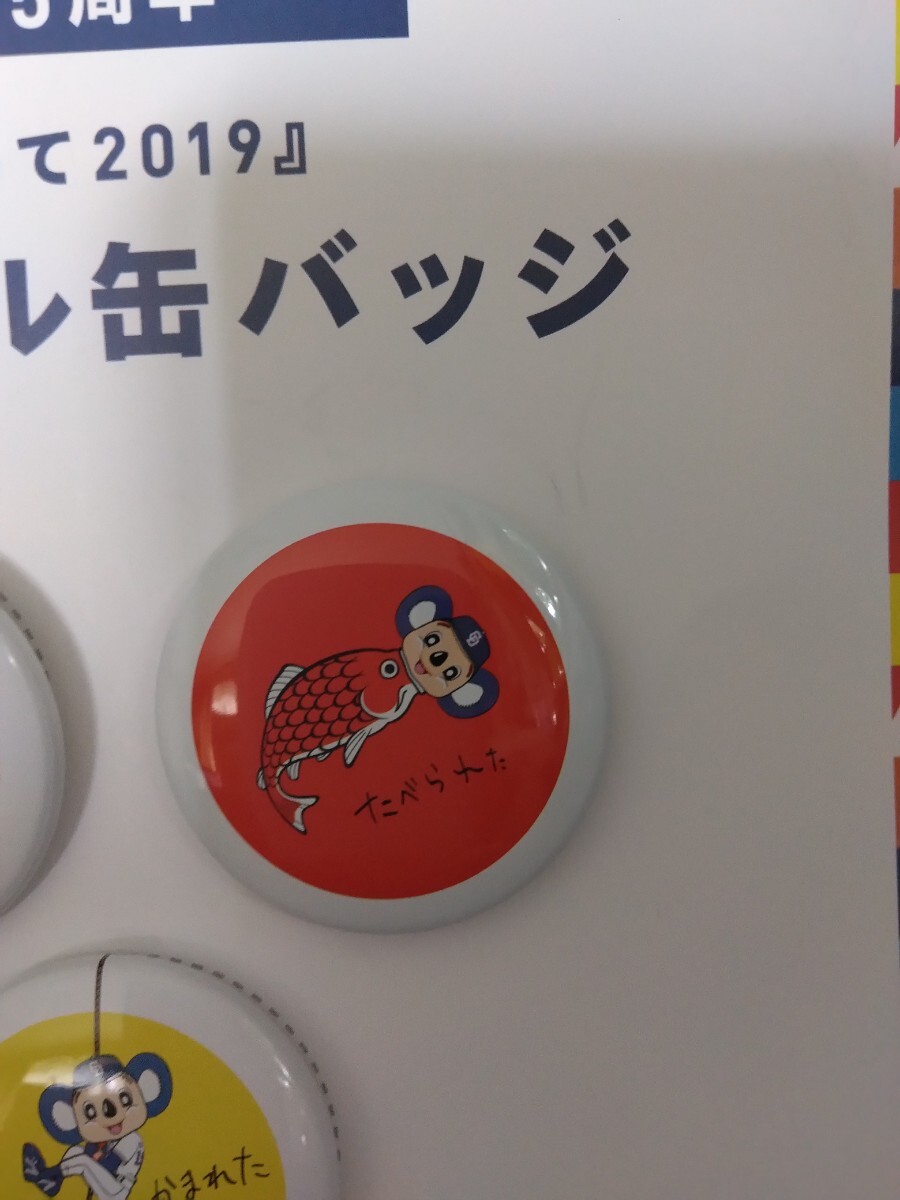 5周年
て2019』
ル缶バッジ
たべられた
かまれた